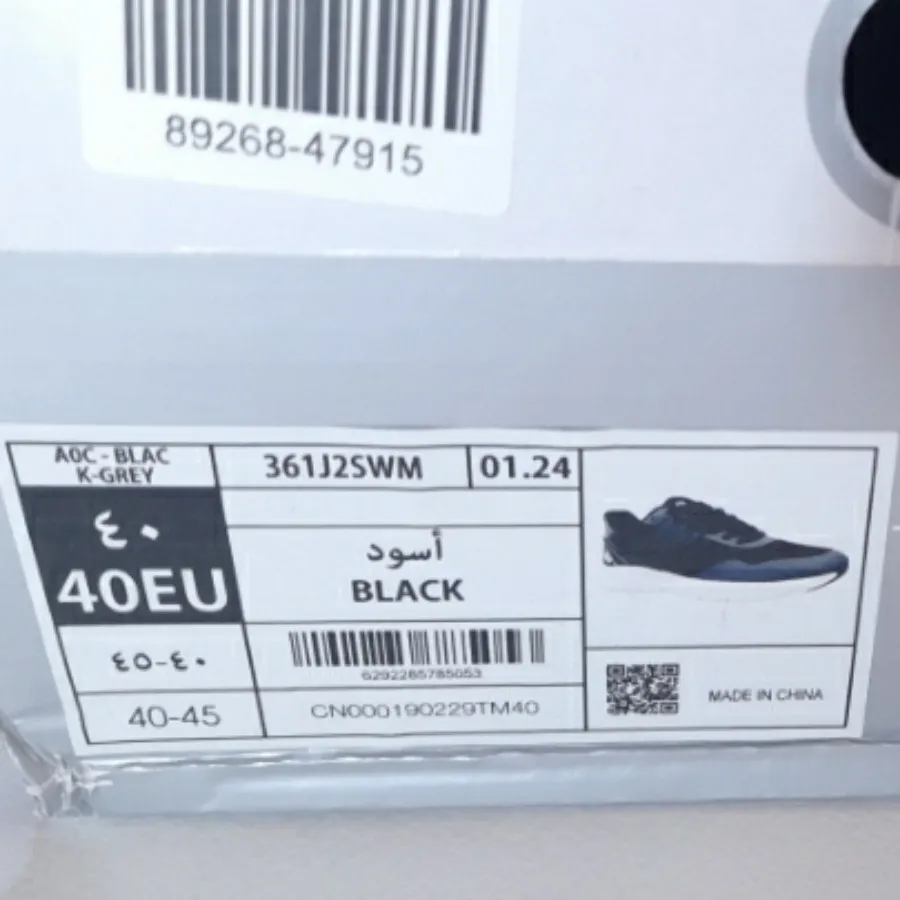 89268-47915
A0C - BLAC
K-GREY
361J2SWM
01.24
٤٠
40EU
أسود
BLACK
6292285785053
٤٥-٤٠
40-45
CN000190229TM40
MADE IN CHINA